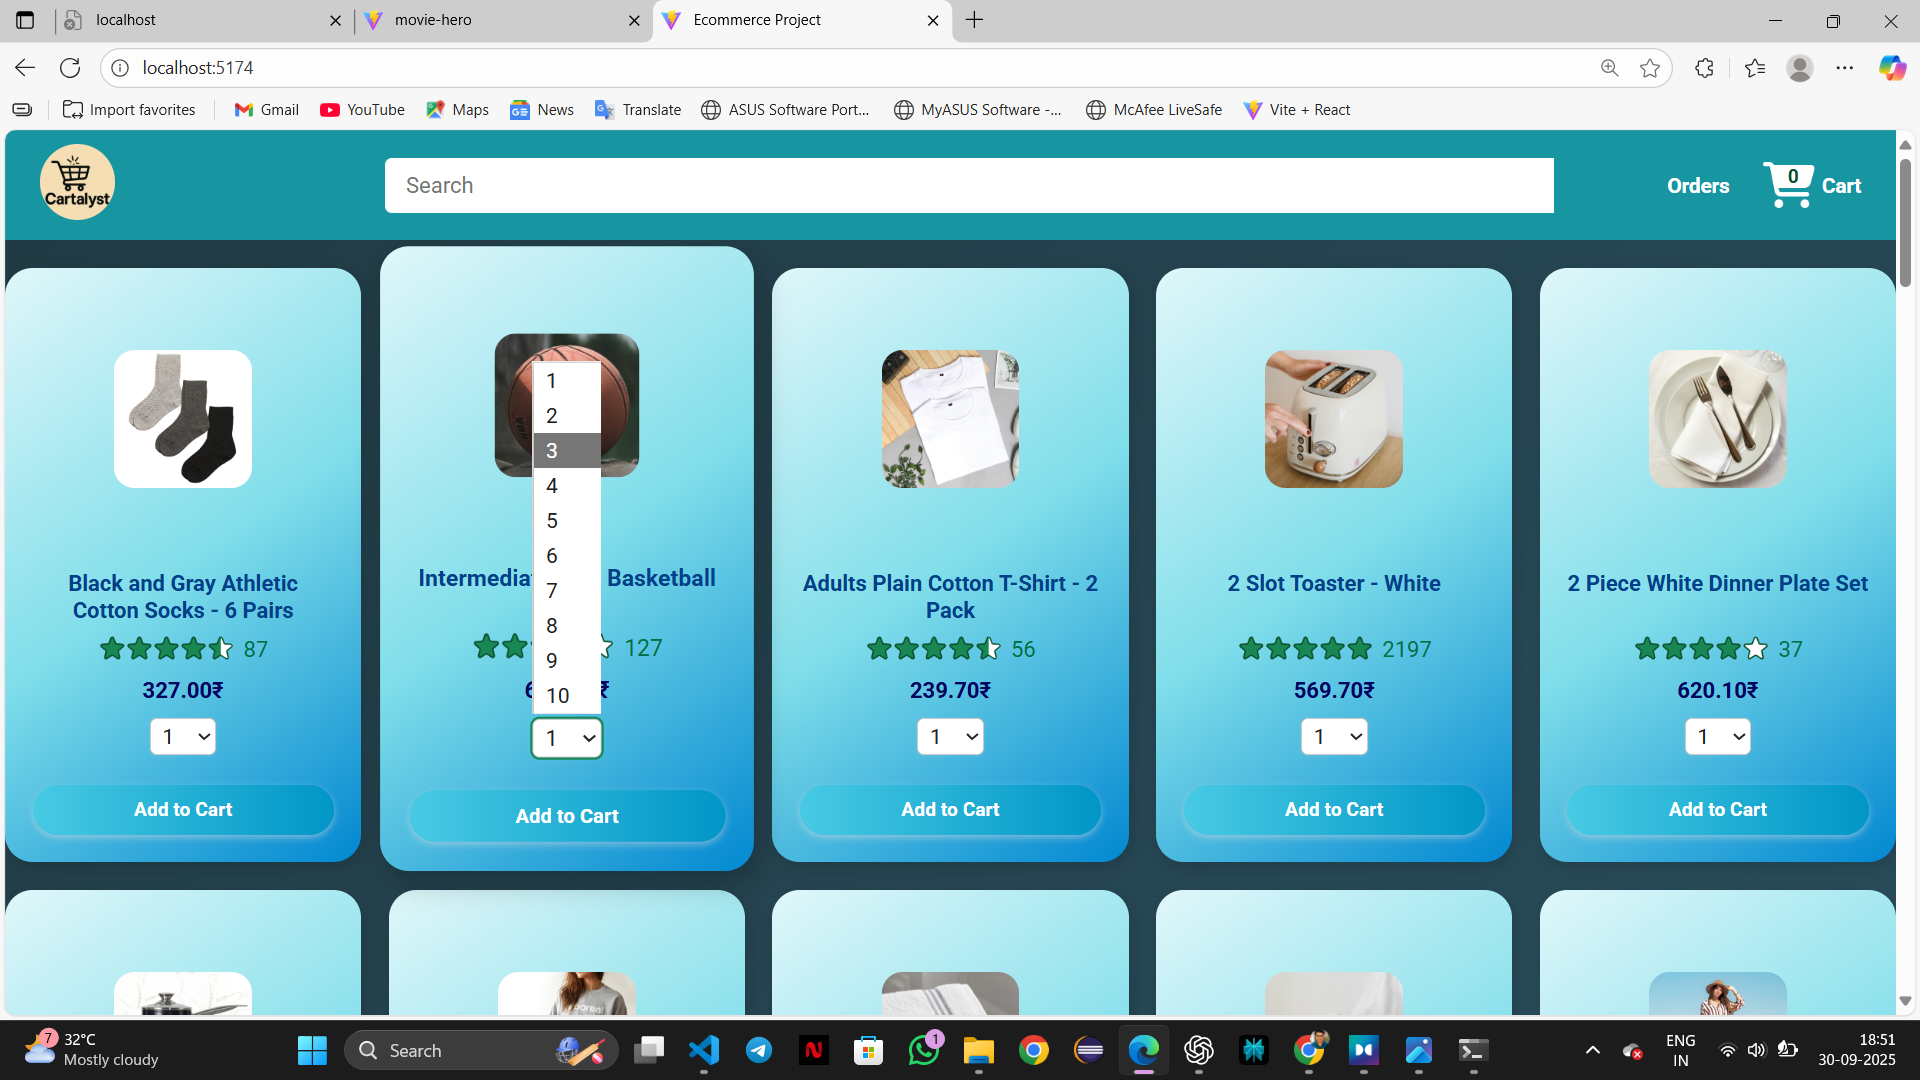 localhost
movie-hero
Ecommerce Project
localhost:5174
Import favorites
Gmail
YouTube
Maps
News
Translate
ASUS Software Port...
MyASUS Software -...
McAfee LiveSafe
Vite + React
Cartalyst
Search
Orders
0
Cart
1
2
3
4
5
6
7
8
9
10
Black and Gray Athletic
Cotton Socks - 6 Pairs
87
327.00₹
1
Add to Cart
Basketball
127
1
Add to Cart
Adults Plain Cotton T-Shirt - 2
Pack
56
239.70₹
1
Add to Cart
2 Slot Toaster - White
2197
569.70₹
1
Add to Cart
2 Piece White Dinner Plate Set
37
620.10₹
1
Add to Cart
7
32°C
Mostly cloudy
Search
1
ENG
IN
18:51
30-09-2025